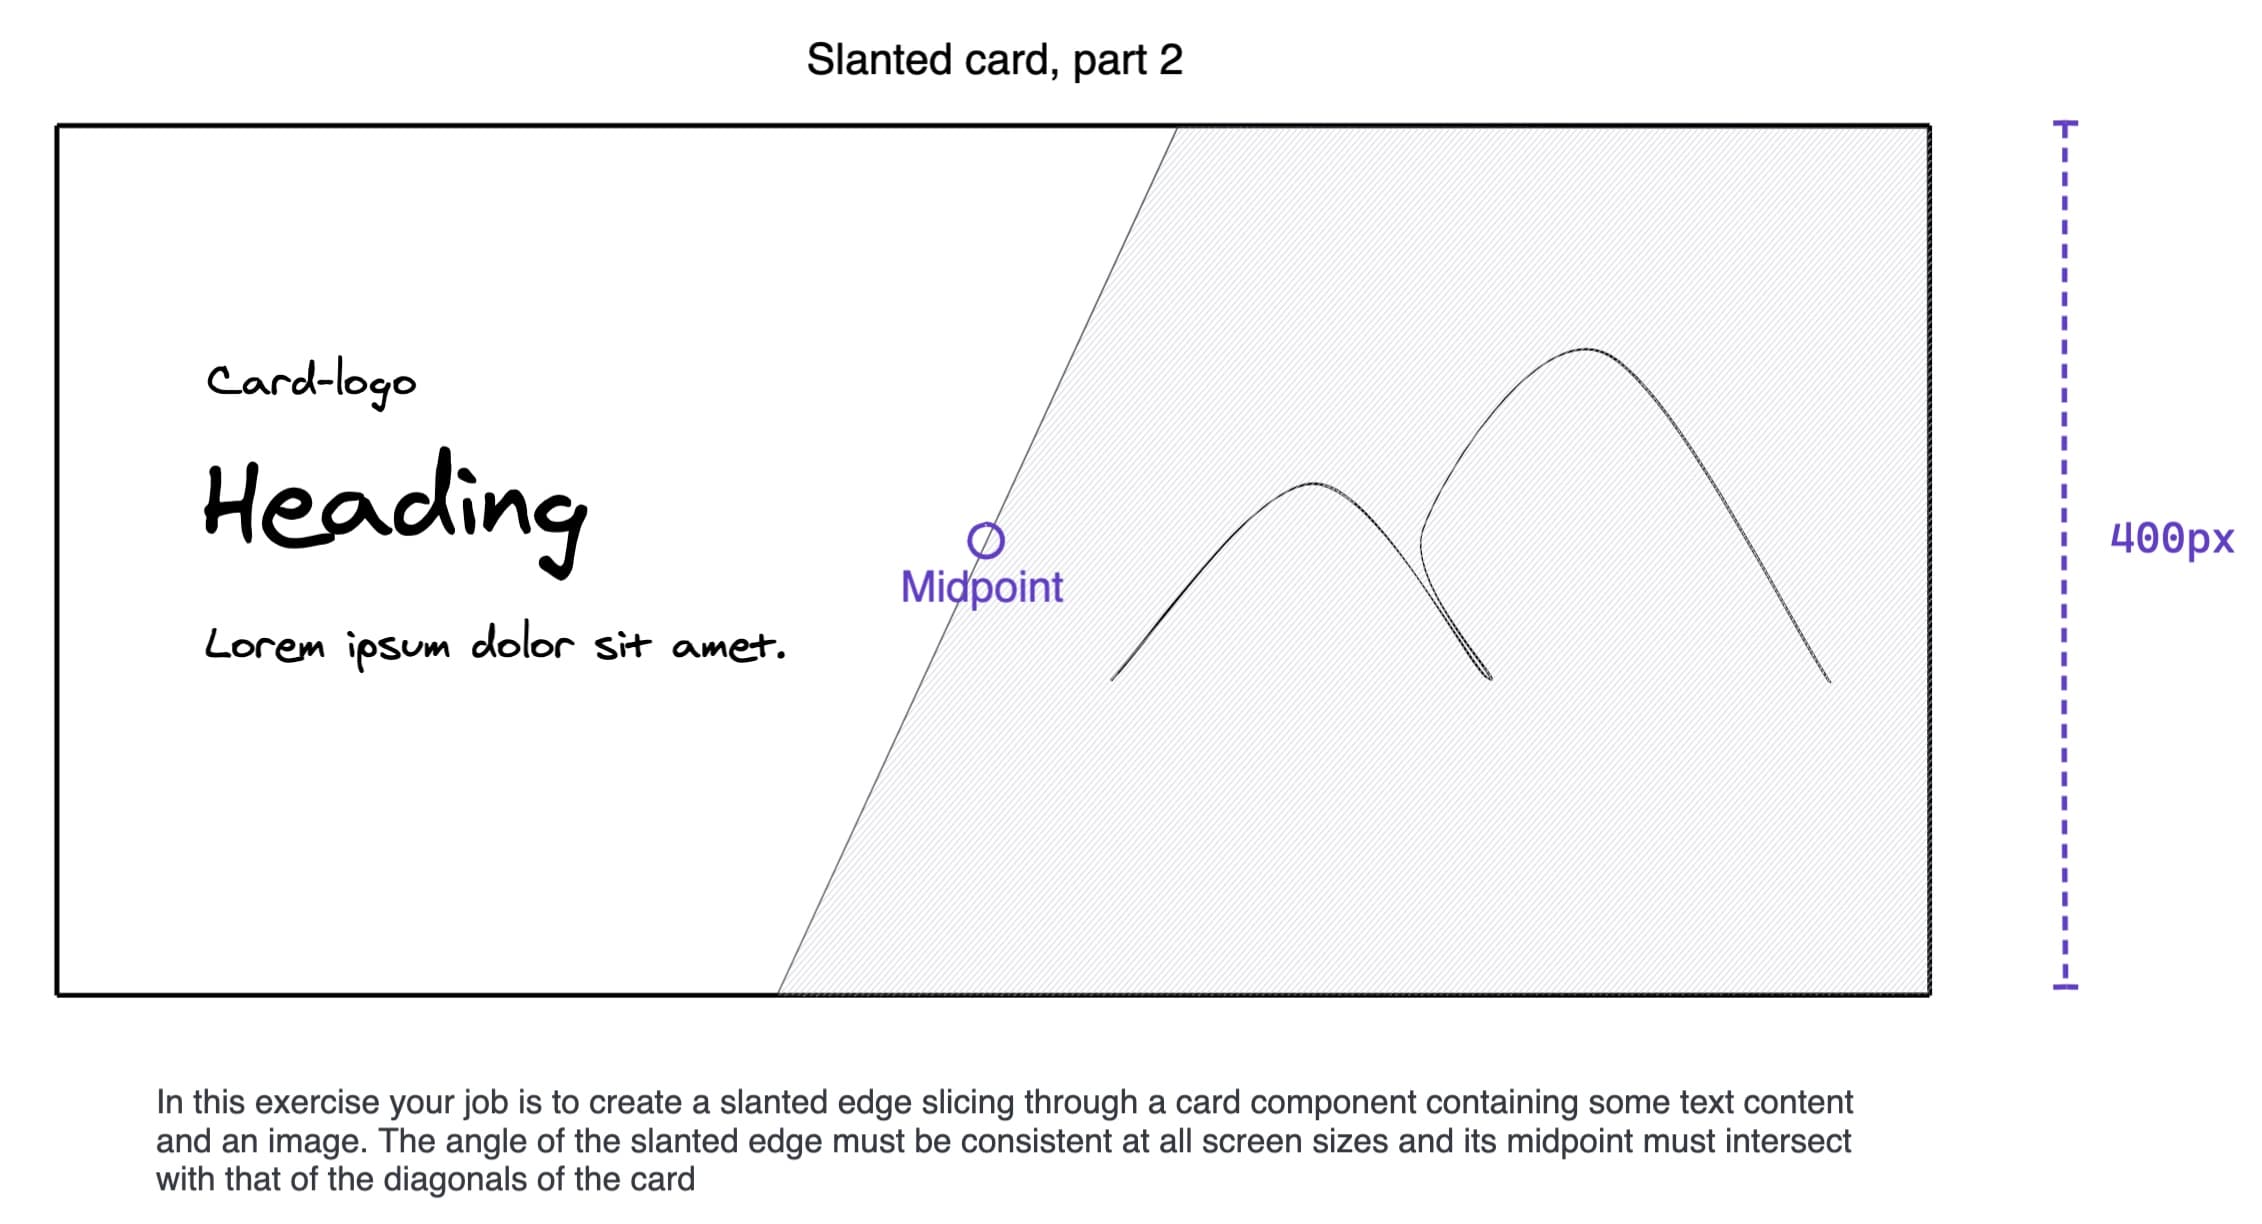 Slanted card, part 2
Card-logo
Heading
Lorem ipsum dolor sit amet.
Midpoint
400px
In this exercise your job is to create a slanted edge slicing through a card component containing some text content
and an image. The angle of the slanted edge must be consistent at all screen sizes and its midpoint must intersect
with that of the diagonals of the card